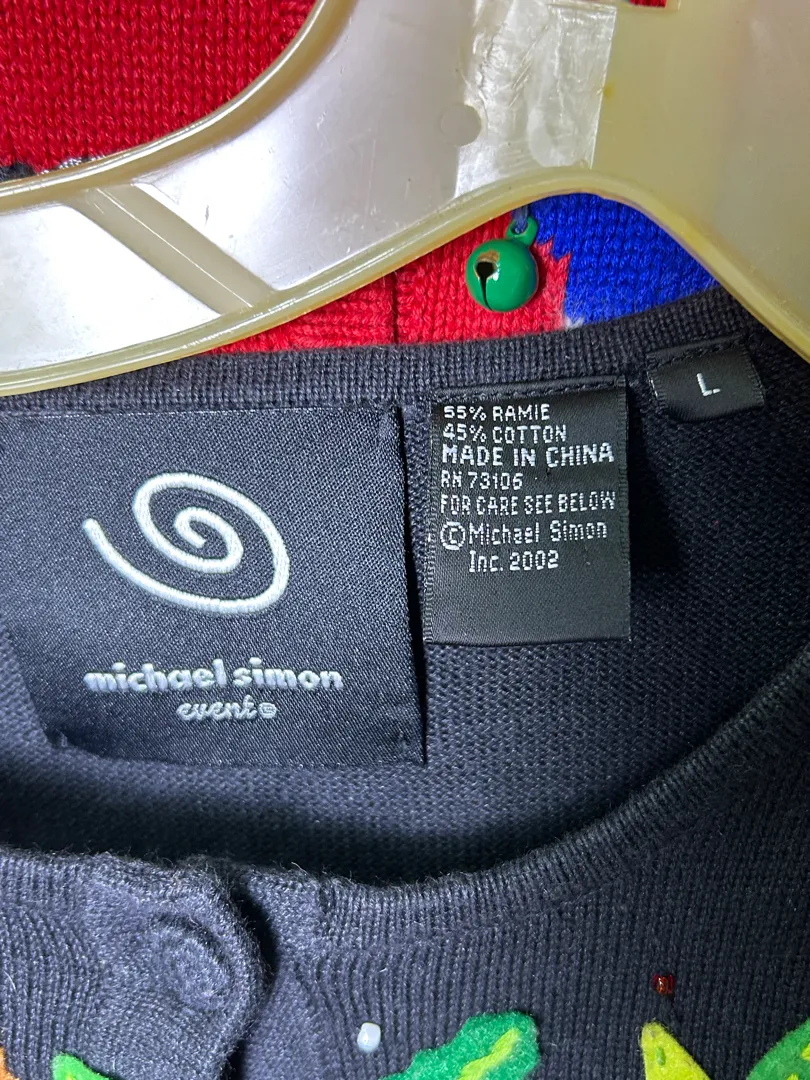 michael simon
event®
55% RAMIE
45% COTTON
MADE IN CHINA
RN 73106
FOR CARE SEE BELOW
©Michael Simon
Inc. 2002
L